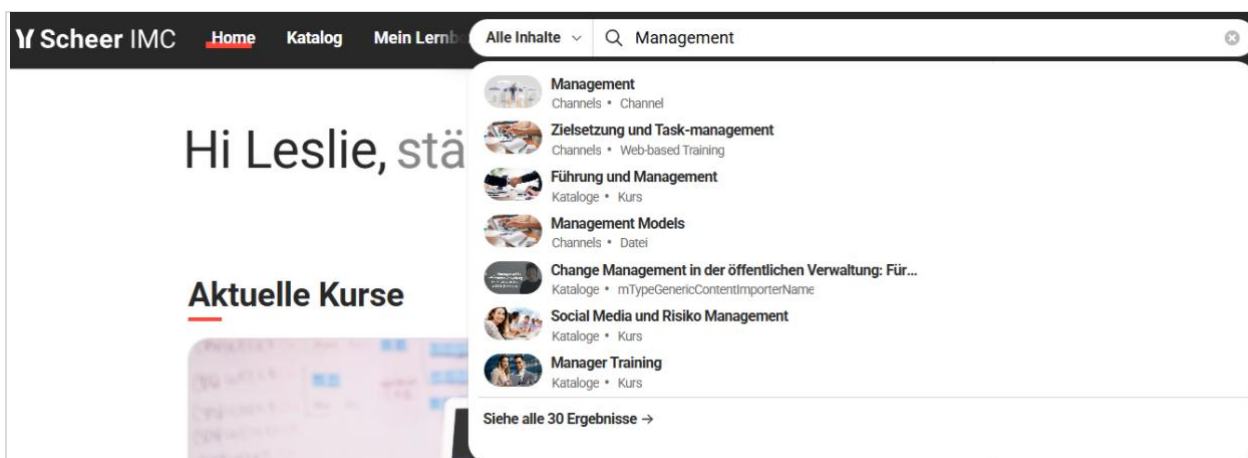 Scheer IMC Home Katalog Mein Lernb Alle Inhalte Management
Management
Channels • Channel
Zielsetzung und Task-management
Channels • Web-based Training
Hi Leslie, stä
Führung und Management
Kataloge • Kurs
Management Models
Channels • Datei
Change Management in der öffentlichen Verwaltung: Für...
Kataloge • mTypeGenericContentImporterName
Aktuelle Kurse
Social Media und Risiko Management
Kataloge • Kurs
Manager Training
Kataloge • Kurs
Siehe alle 30 Ergebnisse →